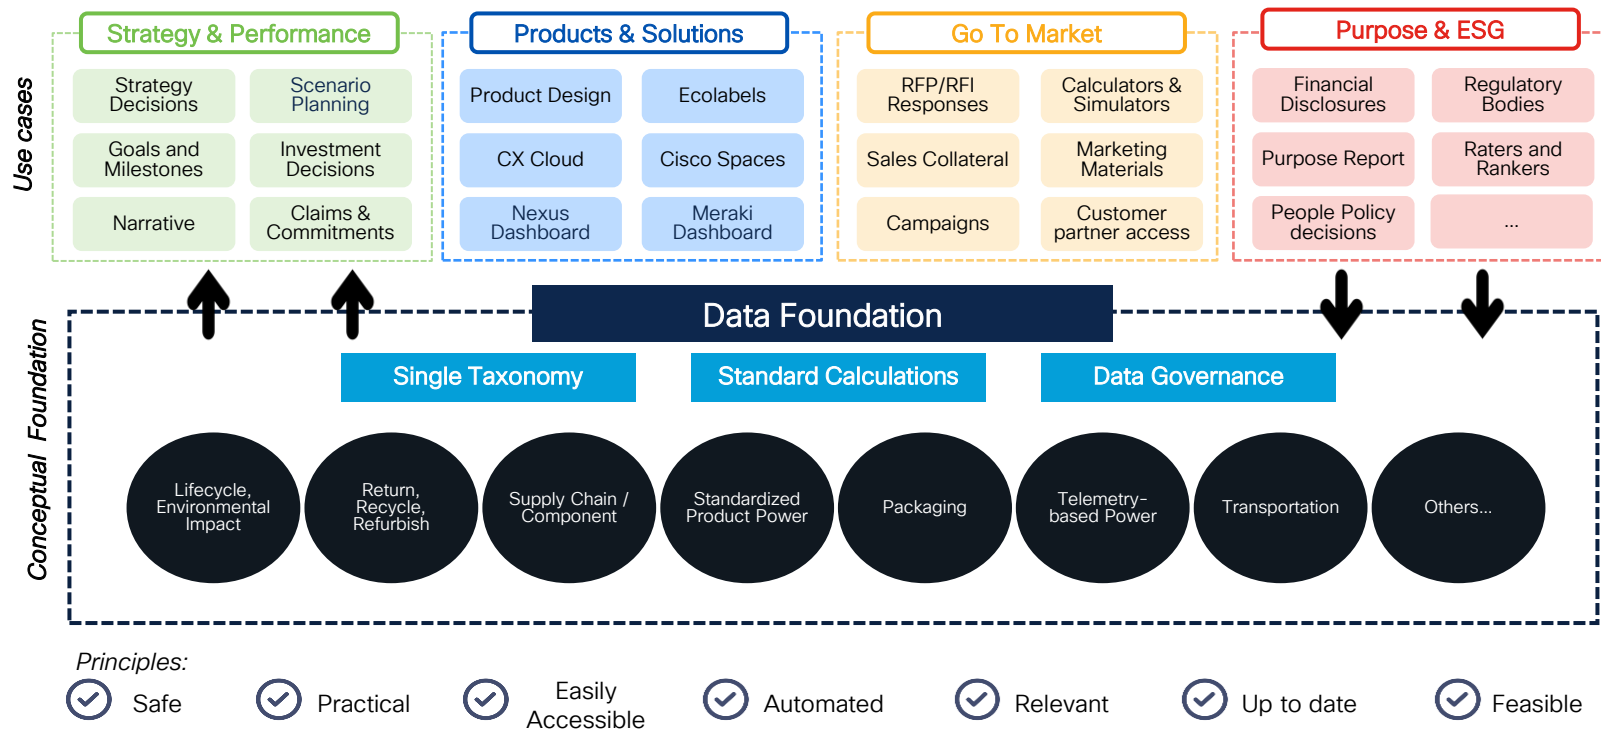 Strategy & Performance
Products & Solutions
Go To Market
Purpose & ESG
Use cases
Strategy
Decisions
Scenario
Planning
Goals and
Milestones
Investment
Decisions
Narrative
Claims &
Commitments
Product Design
Ecolabels
CX Cloud
Cisco Spaces
Nexus
Dashboard
Meraki
Dashboard
RFP/RFI
Responses
Calculators &
Simulators
Sales Collateral
Marketing
Materials
Campaigns
Customer
partner access
Financial
Disclosures
Regulatory
Bodies
Purpose Report
Raters and
Rankers
People Policy
decisions
...
Conceptual Foundation
Data Foundation
Single Taxonomy
Standard Calculations
Data Governance
Lifecycle,
Environmental
Impact
Return,
Recycle,
Refurbish
Supply Chain /
Component
Standardized
Product Power
Packaging
Telemetry-
based Power
Transportation
Others...
Principles:
Safe
Practical
Easily
Accessible
Automated
Relevant
Up to date
Feasible